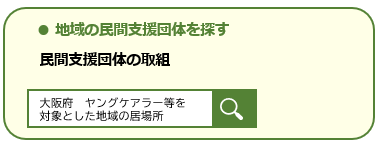 ● 地域の民間支援団体を探す
民間支援団体の取組
大阪府　ヤングケアラー等を
対象とした地域の居場所